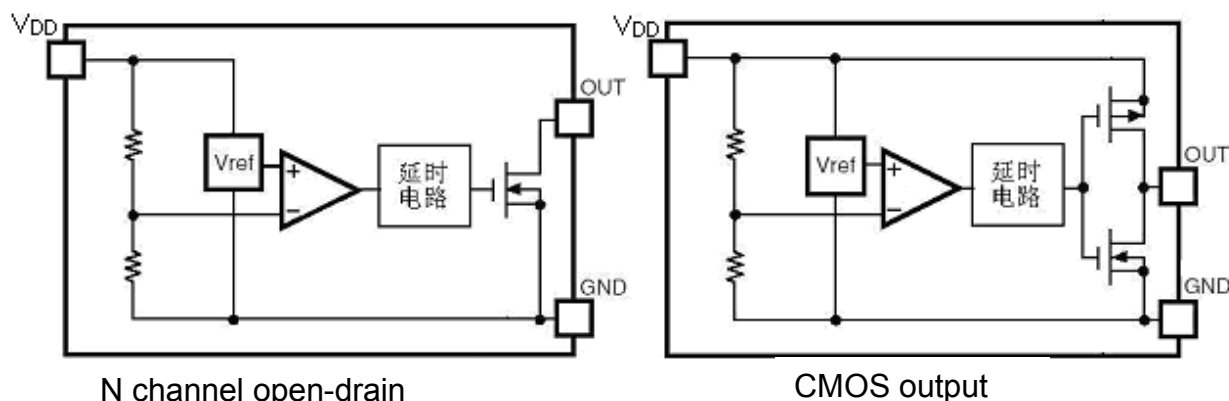 VDD
OUT
Vref
+
−
延时
电路
GND
N channel open-drain
VDD
OUT
Vref
+
−
延时
电路
GND
CMOS output